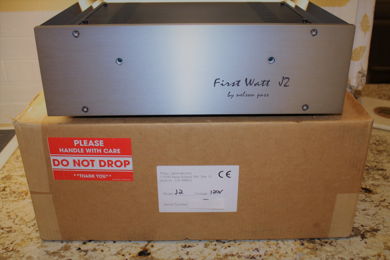 First Watt J2
by nelson pass
PLEASE
HANDLE WITH CARE
DO NOT DROP
**THANK YOU**
CE
J2
120V